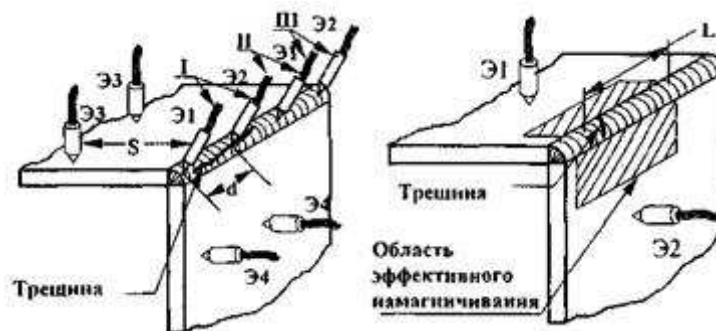 III
Э2
II
Э1
I
Э2
Э3
Э3
Э1
S
d
Э4
Э4
Трещина
L
Э1
Трещина
Э2
Область
эффективного
намагничивания